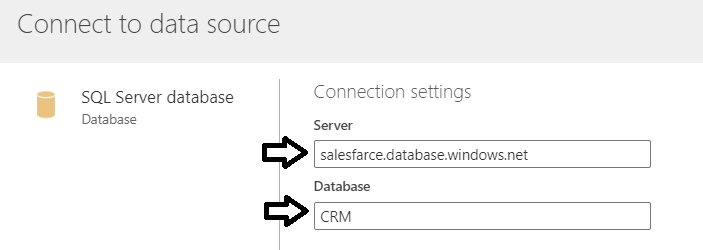 Connect to data source
SQL Server database
Database
Connection settings
Server
salesfarce.database.windows.net
Database
CRM